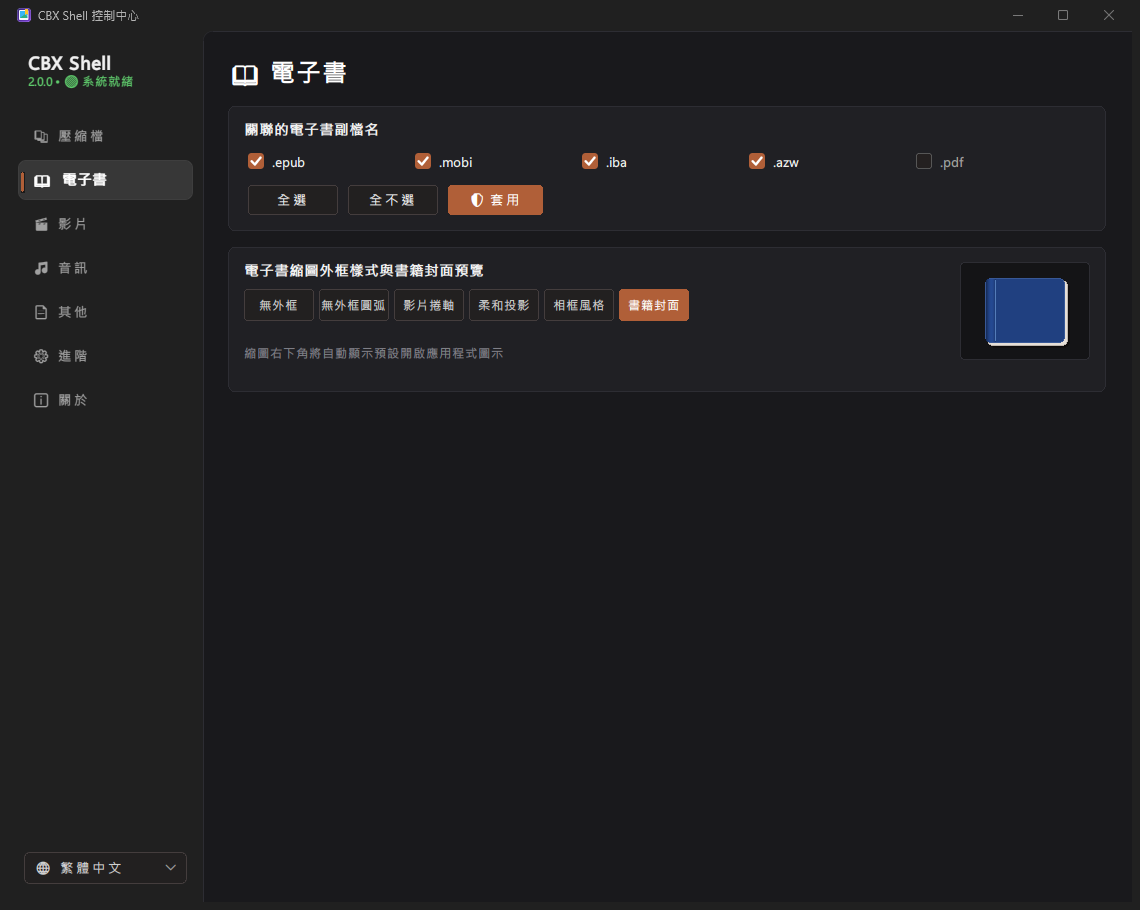 CBX Shell 控制中心
CBX Shell
2.0.0 • 系統就緒
壓縮檔
電子書
影片
音訊
其他
進階
關於
繁體中文
電子書
關聯的電子書副檔名
.epub .mobi .iba .azw .pdf
全選 全不選 套用
電子書縮圖外框樣式與書籍封面預覽
無外框 無外框圓弧 影片捲軸 柔和投影 相框風格 書籍封面
縮圖右下角將自動顯示預設開啟應用程式圖示